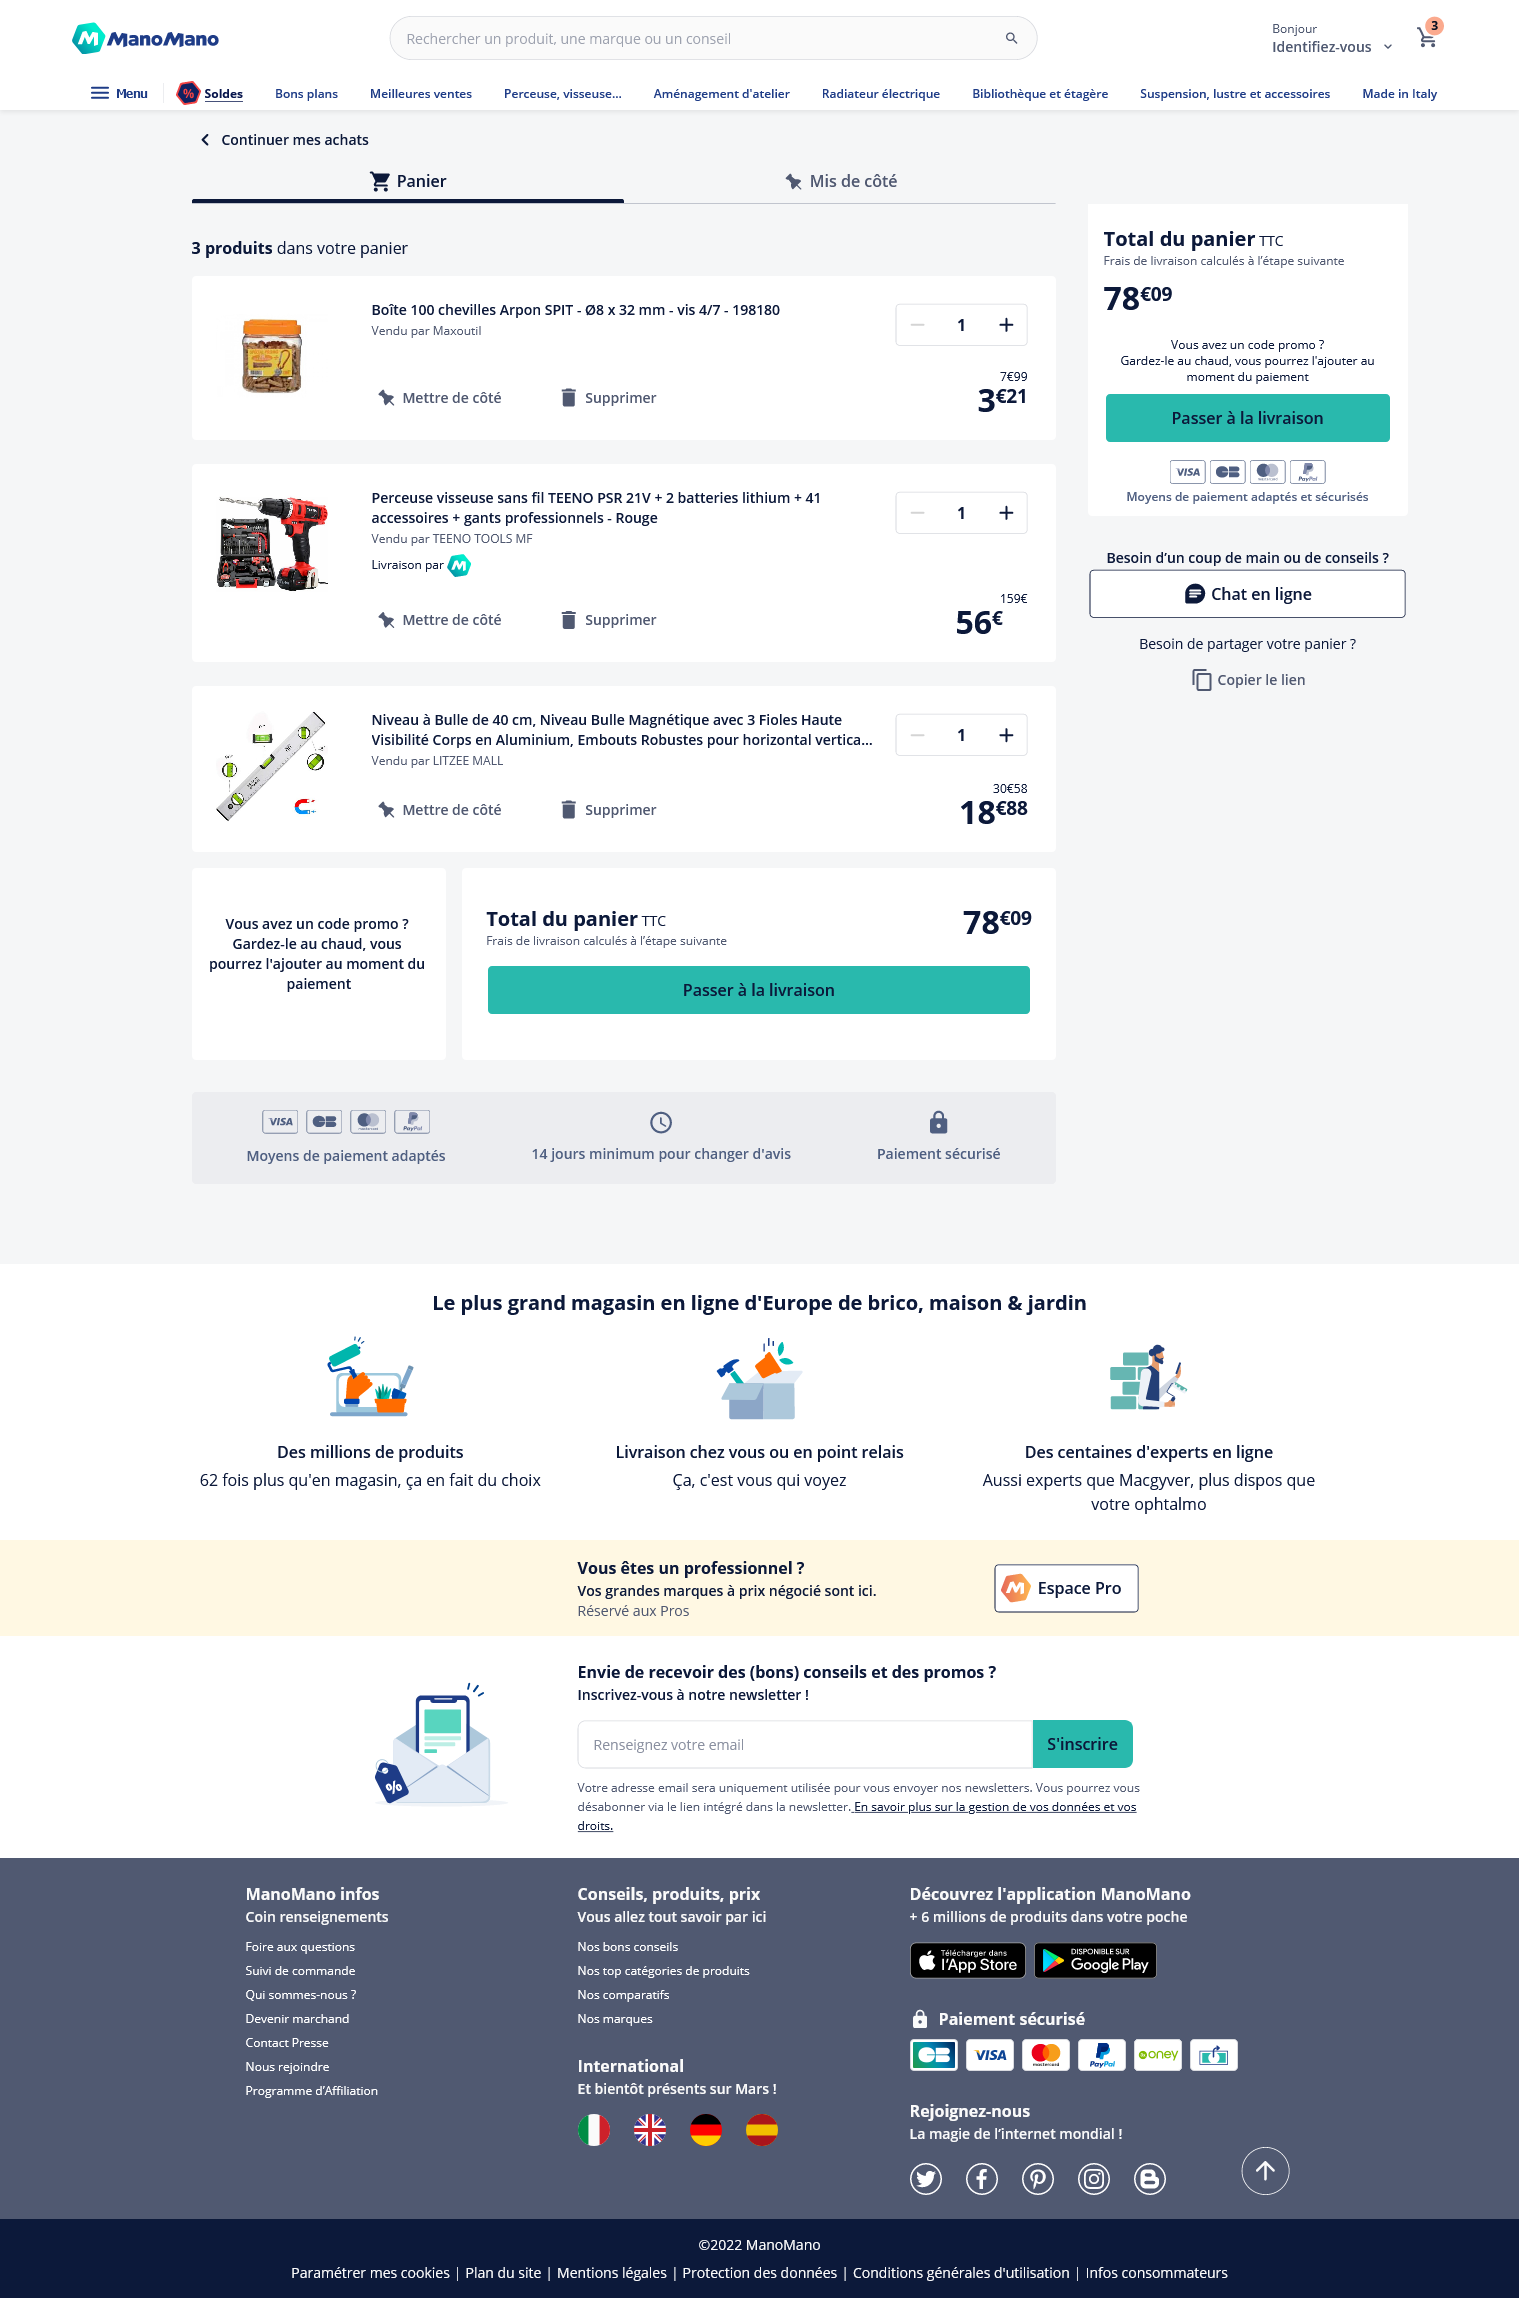 ManoMano
Rechercher un produit, une marque ou un conseil
Bonjour
Identifiez-vous
3
Menu
% Soldes
Bons plans
Meilleures ventes
Perceuse, visseuse...
Aménagement d'atelier
Radiateur électrique
Bibliothèque et étagère
Suspension, lustre et accessoires
Made in Italy
Continuer mes achats
Panier
Mis de côté
3 produits dans votre panier
Boîte 100 chevilles Arpon SPIT - Ø8 x 32 mm - vis 4/7 - 198180
Vendu par Maxoutil
1
Mettre de côté
Supprimer
7€99
3€21
Perceuse visseuse sans fil TEENO PSR 21V + 2 batteries lithium + 41
accessoires + gants professionnels - Rouge
Vendu par TEENO TOOLS MF
Livraison par
1
Mettre de côté
Supprimer
159€
56€
Niveau à Bulle de 40 cm, Niveau Bulle Magnétique avec 3 Fioles Haute
Visibilité Corps en Aluminium, Embouts Robustes pour horizontal vertica...
Vendu par LITZEE MALL
1
Mettre de côté
Supprimer
30€58
18€88
Vous avez un code promo ?
Gardez-le au chaud, vous
pourrez l'ajouter au moment du
paiement
Total du panier TTC
Frais de livraison calculés à l’étape suivante
78€09
Passer à la livraison
VISA CB PayPal
Moyens de paiement adaptés
14 jours minimum pour changer d'avis
Paiement sécurisé
Total du panier TTC
Frais de livraison calculés à l’étape suivante
78€09
Vous avez un code promo ?
Gardez-le au chaud, vous pourrez l'ajouter au
moment du paiement
Passer à la livraison
VISA CB PayPal
Moyens de paiement adaptés et sécurisés
Besoin d’un coup de main ou de conseils ?
Chat en ligne
Besoin de partager votre panier ?
Copier le lien
Le plus grand magasin en ligne d'Europe de brico, maison & jardin
Des millions de produits
62 fois plus qu'en magasin, ça en fait du choix
Livraison chez vous ou en point relais
Ça, c'est vous qui voyez
Des centaines d'experts en ligne
Aussi experts que Macgyver, plus dispos que
votre ophtalmo
Vous êtes un professionnel ?
Vos grandes marques à prix négocié sont ici.
Réservé aux Pros
Espace Pro
%
Envie de recevoir des (bons) conseils et des promos ?
Inscrivez-vous à notre newsletter !
Renseignez votre email
S'inscrire
Votre adresse email sera uniquement utilisée pour vous envoyer nos newsletters. Vous pourrez vous
désabonner via le lien intégré dans la newsletter. En savoir plus sur la gestion de vos données et vos
droits.
ManoMano infos
Coin renseignements
Foire aux questions
Suivi de commande
Qui sommes-nous ?
Devenir marchand
Contact Presse
Nous rejoindre
Programme d’Affiliation
Conseils, produits, prix
Vous allez tout savoir par ici
Nos bons conseils
Nos top catégories de produits
Nos comparatifs
Nos marques
International
Et bientôt présents sur Mars !
Découvrez l'application ManoMano
+ 6 millions de produits dans votre poche
Télécharger dans
l'App Store
DISPONIBLE SUR
Google Play
Paiement sécurisé
CB VISA mastercard PayPal oney
Rejoignez-nous
La magie de l’internet mondial !
©2022 ManoMano
Paramétrer mes cookies | Plan du site | Mentions légales | Protection des données | Conditions générales d'utilisation | Infos consommateurs